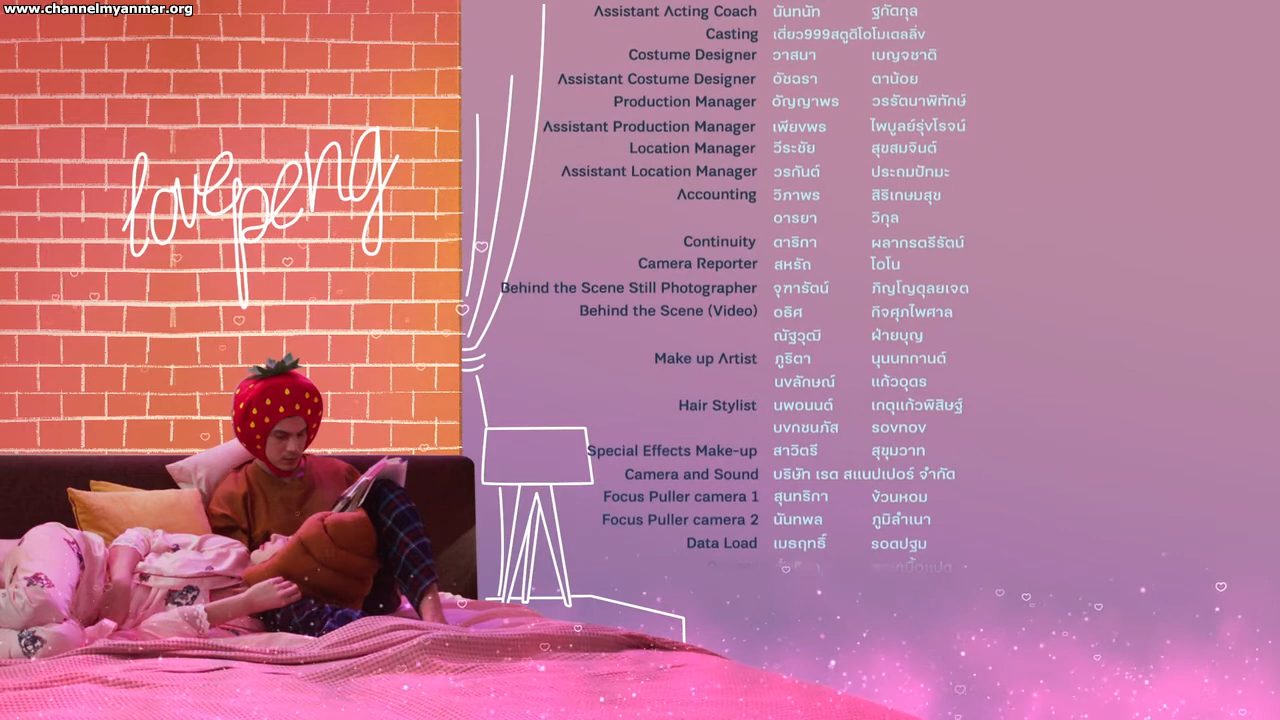 www.channelmyanmar.org
lovepeng
Assistant Acting Coach นันทนัท ฐกัดกุล
Casting เดี่ยว999สตูดิโอโมเดลลิ่ง
Costume Designer วาสนา เบญจชาติ
Assistant Costume Designer อัชฉรา ตาน้อย
Production Manager อัญญาพร วรรัตนาพิทักษ์
Assistant Production Manager เพียงพร ไพบูลย์รุ่งโรจน์
Location Manager วีระชัย สุขสมจินต์
Assistant Location Manager วรกันต์ ประถมปัทมะ
Accounting วิภาพร สิริเกษมสุข
อารยา วิกุล
Continuity ดาริกา ผลากรดรีรัตน์
Camera Reporter สหรัถ โอโน
Behind the Scene Still Photographer จุฑารัตน์ ภิญโญดุลยเจต
Behind the Scene (Video) อธิศ กิจศุภไพศาล
ณัฐวุฒิ ฝ่ายบุญ
Make up Artist ภูริตา นุนนทกานต์
นงลักษณ์ แก้วอุดร
Hair Stylist นพอนนต์ เกตุแก้วพิสิษฐ์
บงกชนภัส รองทอง
Special Effects Make-up สาวิตรี สุขุมวาท
Camera and Sound บริษัท เรด สแนปเปอร์ จำกัด
Focus Puller camera 1 สุนทริกา ง้วนหอม
Focus Puller camera 2 นันทพล ภูมิลำเนา
Data Load เมธฤทธิ์ รอดปฐม